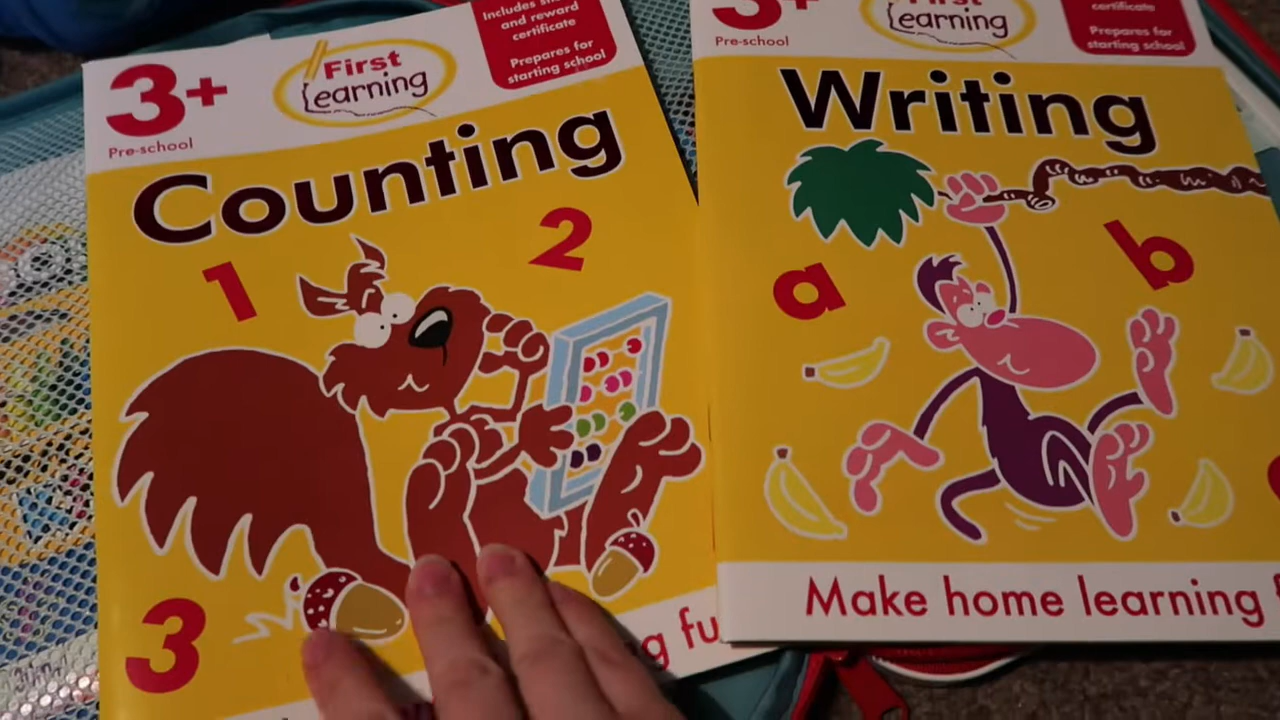 3+
Pre-school
First
Learning
Includes
and reward
certificate
Prepares for
starting school
Counting
1
2
3
g fu
3+
Pre-school
First
Learning
certificate
Prepares for
starting school
Writing
a
b
Make home learning